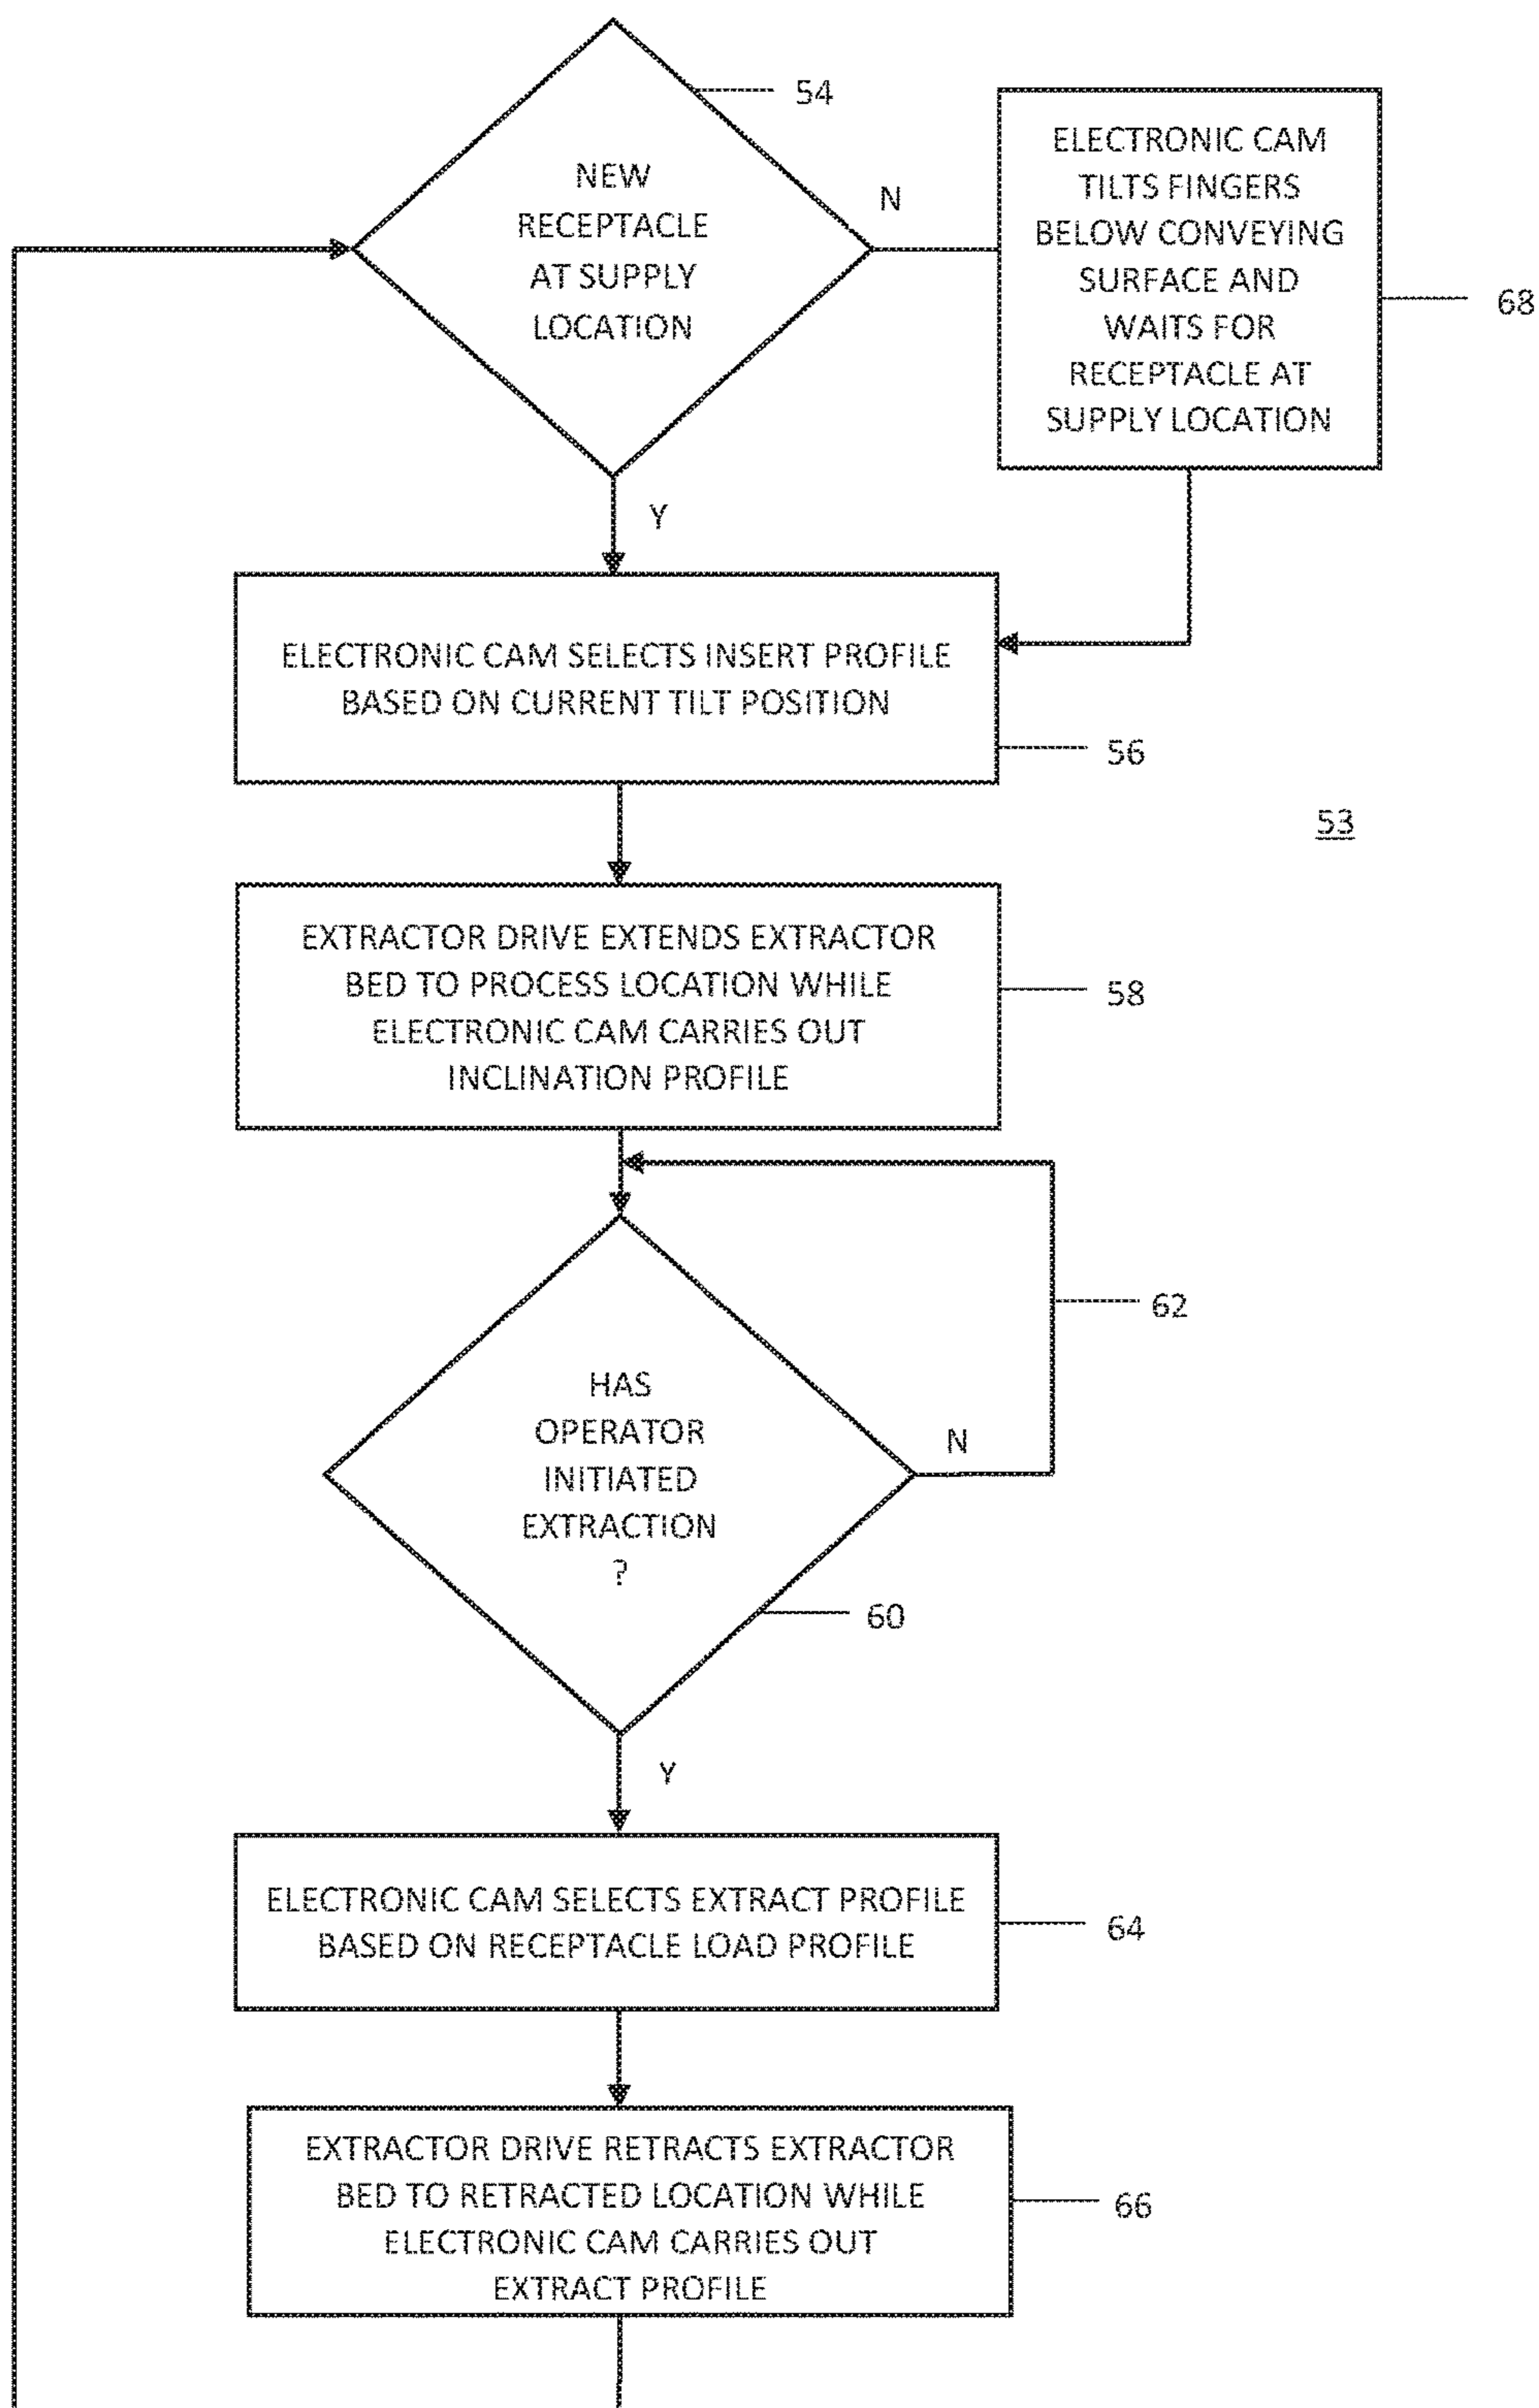 54
NEW
RECEPTACLE
AT SUPPLY
LOCATION
N
ELECTRONIC CAM
TILTS FINGERS
BELOW CONVEYING
SURFACE AND
WAITS FOR
RECEPTACLE AT
SUPPLY LOCATION
68
Y
ELECTRONIC CAM SELECTS INSERT PROFILE
BASED ON CURRENT TILT POSITION
56
53
EXTRACTOR DRIVE EXTENDS EXTRACTOR
BED TO PROCESS LOCATION WHILE
ELECTRONIC CAM CARRIES OUT
INCLINATION PROFILE
58
62
HAS
OPERATOR
INITIATED
EXTRACTION
?
N
60
Y
ELECTRONIC CAM SELECTS EXTRACT PROFILE
BASED ON RECEPTACLE LOAD PROFILE
64
EXTRACTOR DRIVE RETRACTS EXTRACTOR
BED TO RETRACTED LOCATION WHILE
ELECTRONIC CAM CARRIES OUT
EXTRACT PROFILE
66